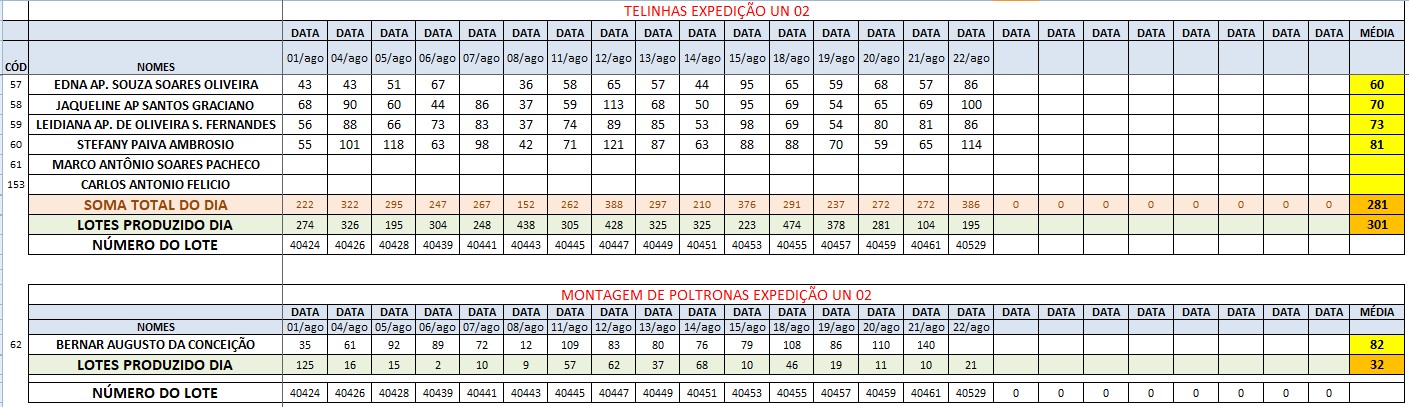 TELINHAS EXPEDIÇÃO UN 02
DATA DATA DATA DATA DATA DATA DATA DATA DATA DATA DATA DATA DATA DATA DATA DATA DATA DATA DATA DATA DATA DATA DATA DATA DATA MÉDIA
CÓD NOMES 01/ago 04/ago 05/ago 06/ago 07/ago 08/ago 11/ago 12/ago 13/ago 14/ago 15/ago 18/ago 19/ago 20/ago 21/ago 22/ago
57 EDNA AP. SOUZA SOARES OLIVEIRA 43 43 51 67 36 58 65 57 44 95 65 59 68 57 86 60
58 JAQUELINE AP SANTOS GRACIANO 68 90 60 44 86 37 59 113 68 50 95 69 54 65 69 100 70
59 LEIDIANA AP. DE OLIVEIRA S. FERNANDES 56 88 66 73 83 37 74 89 85 53 98 69 54 80 81 86 73
60 STEFANY PAIVA AMBROSIO 55 101 118 63 98 42 71 121 87 63 88 88 70 59 65 114 81
61 MARCO ANTÔNIO SOARES PACHECO
153 CARLOS ANTONIO FELICIO
SOMA TOTAL DO DIA 222 322 295 247 267 152 262 388 297 210 376 291 237 272 272 386 0 0 0 0 0 0 0 0 0 281
LOTES PRODUZIDO DIA 274 326 195 304 248 438 305 428 325 325 223 474 378 281 104 195 301
NÚMERO DO LOTE 40424 40426 40428 40439 40441 40443 40445 40447 40449 40451 40453 40455 40457 40459 40461 40529
MONTAGEM DE POLTRONAS EXPEDIÇÃO UN 02
DATA DATA DATA DATA DATA DATA DATA DATA DATA DATA DATA DATA DATA DATA DATA DATA DATA DATA DATA DATA DATA DATA DATA DATA DATA MÉDIA
NOMES 01/ago 04/ago 05/ago 06/ago 07/ago 08/ago 11/ago 12/ago 13/ago 14/ago 15/ago 18/ago 19/ago 20/ago 21/ago 22/ago
62 BERNAR AUGUSTO DA CONCEIÇÃO 35 61 92 89 72 12 109 83 80 76 79 108 86 110 140 82
LOTES PRODUZIDO DIA 125 16 15 2 10 9 57 62 37 68 10 46 19 11 10 21 32
NÚMERO DO LOTE 40424 40426 40428 40439 40441 40443 40445 40447 40449 40451 40453 40455 40457 40459 40461 40529 0 0 0 0 0 0 0 0 0